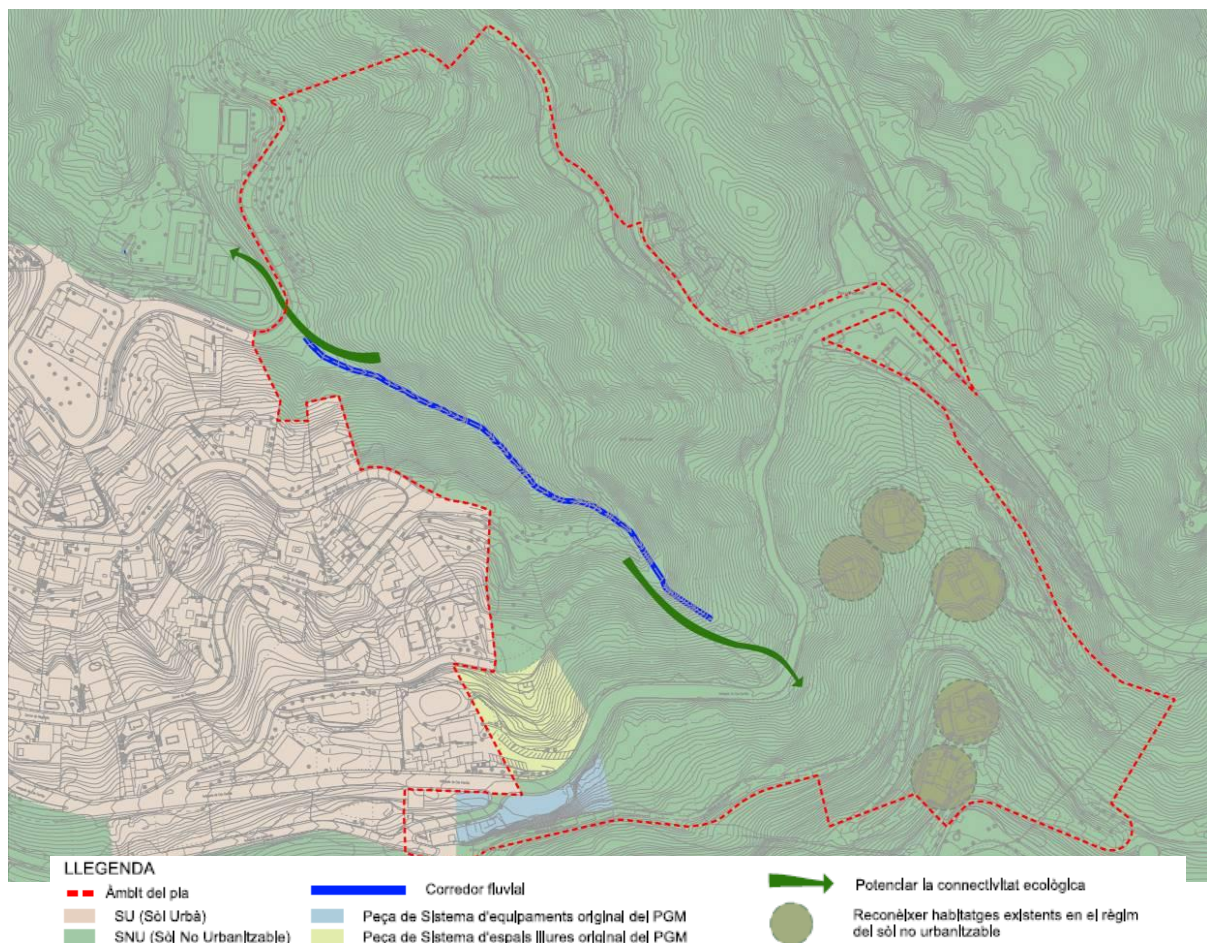 LLEGENDA
Àmbit del pla
SU (Sòl Urbà)
SNU (Sòl No Urbanitzable)
Corredor fluvial
Peça de Sistema d'equipaments original del PGM
Peça de Sistema d'espais lliures original del PGM
Potenciar la connectivitat ecològica
Reconèixer habitatges existents en el règim
del sòl no urbanitzable